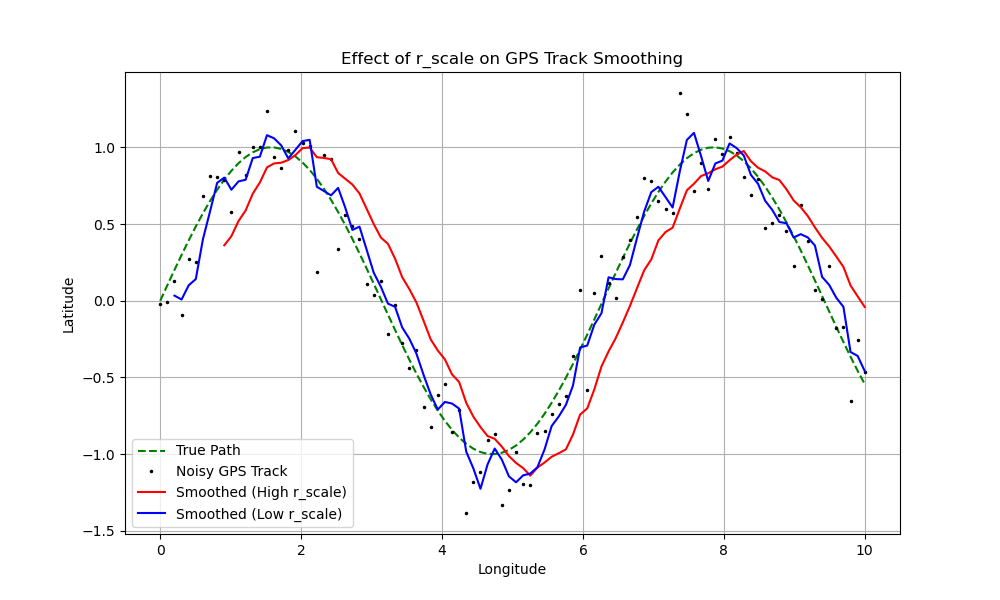 Effect of r_scale on GPS Track Smoothing
1.0
0.5
0.0
−0.5
−1.0
−1.5
Latitude
True Path
Noisy GPS Track
Smoothed (High r_scale)
Smoothed (Low r_scale)
0 2 4 6 8 10
Longitude